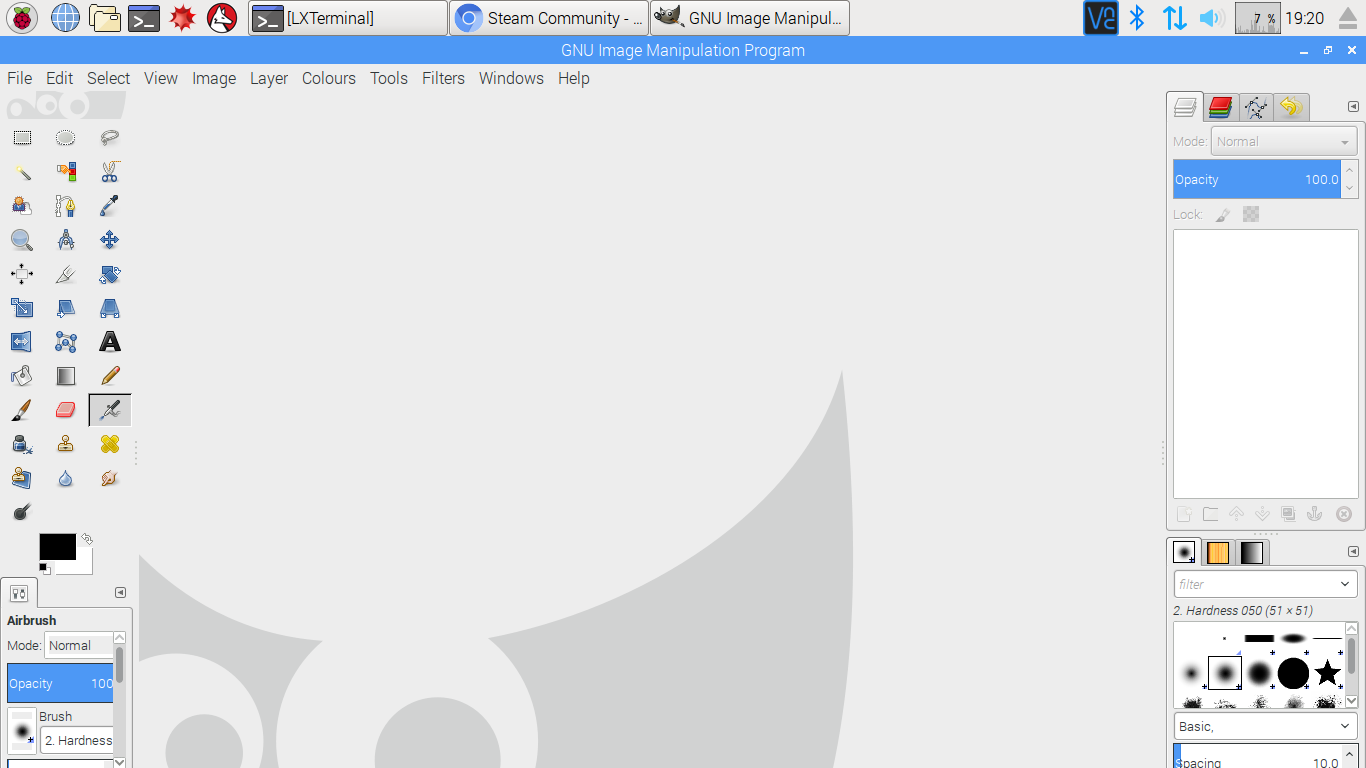 [LXTerminal]
Steam Community - ...
GNU Image Manipul...
7 %
19:20
GNU Image Manipulation Program
File Edit Select View Image Layer Colours Tools Filters Windows Help
Mode: Normal
Opacity 100.0
Lock:
filter
2. Hardness 050 (51 × 51)
Basic,
Spacing 10.0
Airbrush
Mode: Normal
Opacity 100
Brush
2. Hardness